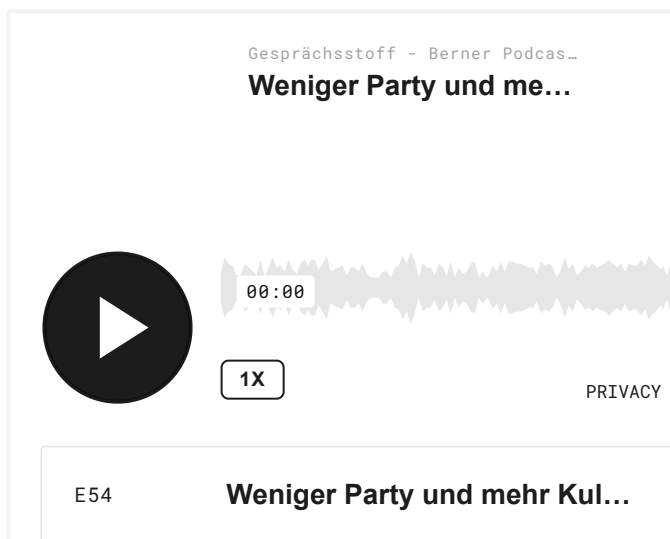 Gesprächsstoff - Berner Podcas…
Weniger Party und me…
00:00
1X
PRIVACY
E54 Weniger Party und mehr Kul…